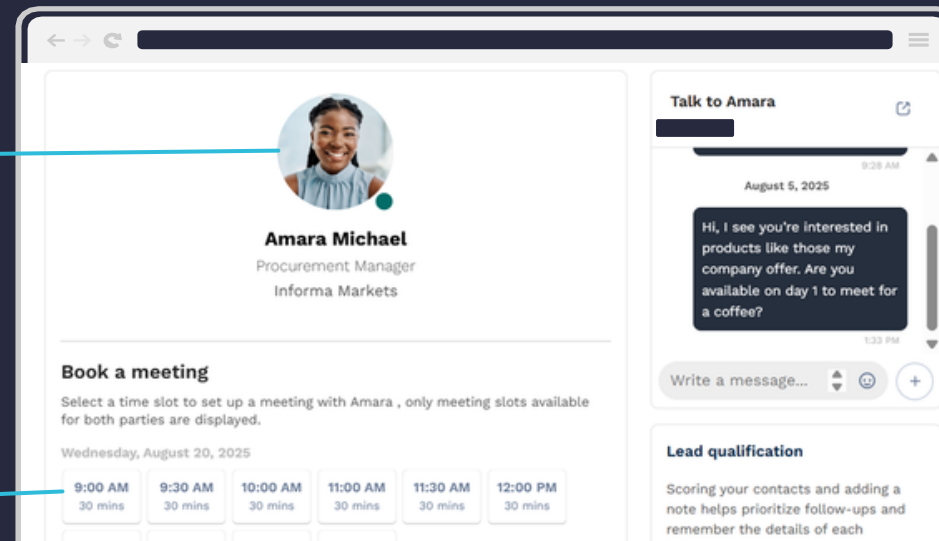 Amara Michael
Procurement Manager
Informa Markets
Book a meeting
Select a time slot to set up a meeting with Amara , only meeting slots available
for both parties are displayed.
Wednesday, August 20, 2025
9:00 AM 9:30 AM 10:00 AM 11:00 AM 11:30 AM 12:00 PM
30 mins 30 mins 30 mins 30 mins 30 mins 30 mins
Talk to Amara
9:28 AM
August 5, 2025
Hi, I see you're interested in
products like those my
company offer. Are you
available on day 1 to meet for
a coffee?
1:33 PM
Write a message...
Lead qualification
Scoring your contacts and adding a
note helps prioritize follow-ups and
remember the details of each